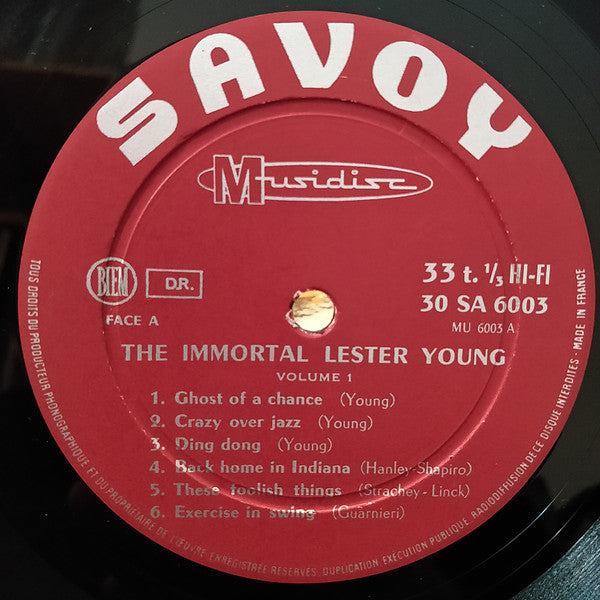 SAVOY
Musidisc
BIEM
D.R.
33 t. 1/3 HI-FI
30 SA 6003
MU 6003 A
FACE A
THE IMMORTAL LESTER YOUNG
VOLUME 1
1. Ghost of a chance (Young)
2. Crazy over jazz (Young)
3. Ding dong (Young)
4. Back home in Indiana (Hanley-Shapiro)
5. These foolish things (Strachey-Linck)
6. Exercise in swing (Guarnieri)
TOUS DROITS DU PRODUCTEUR PHONOGRAPHIQUE ET DU PROPRIÉTAIRE DE L'ŒUVRE ENREGISTRÉE RÉSERVÉS. DUPLICATION, EXÉCUTION PUBLIQUE, RADIODIFFUSION DE CE DISQUE INTERDITES - MADE IN FRANCE